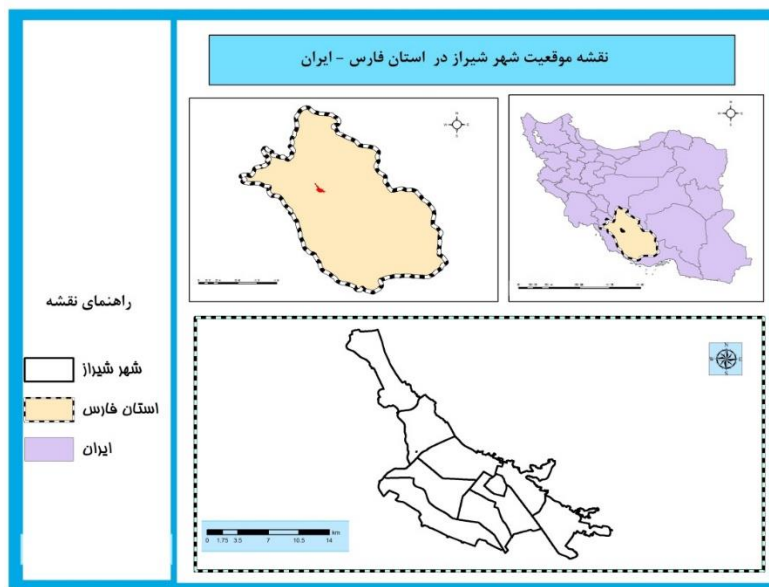 نقشه موقعیت شهر شیراز در استان فارس - ایران
راهنمای نقشه
شهر شیراز
استان فارس
ایران
N
W E
S
km
0 1.75 3.5 7 10.5 14